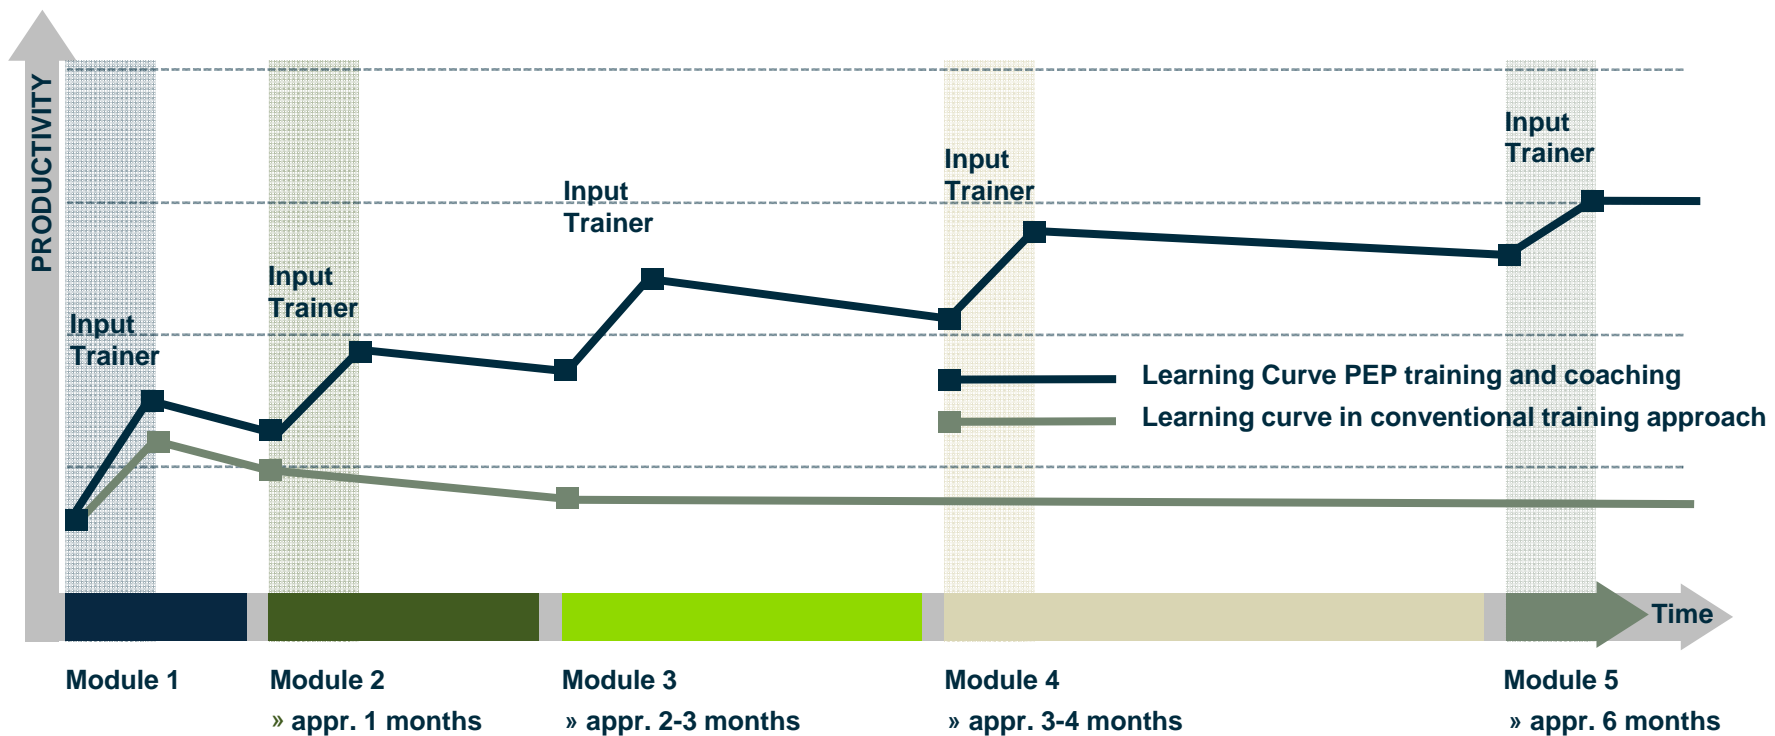 PRODUCTIVITY
Input
Trainer
Input
Trainer
Input
Trainer
Input
Trainer
Input
Trainer
Learning Curve PEP training and coaching
Learning curve in conventional training approach
Time
Module 1
Module 2
» appr. 1 months
Module 3
» appr. 2-3 months
Module 4
» appr. 3-4 months
Module 5
» appr. 6 months